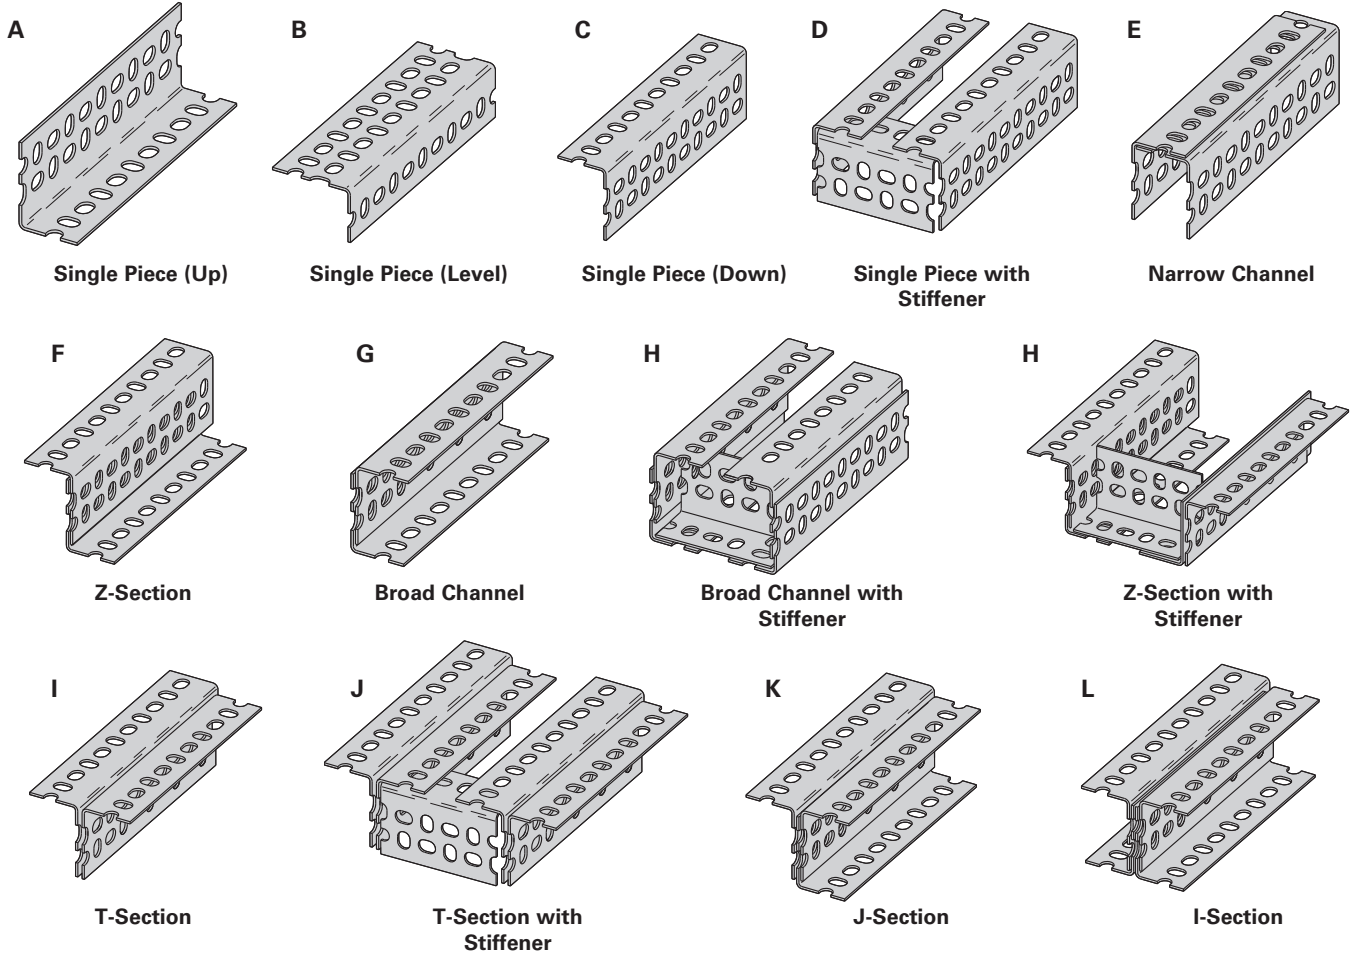 A
B
C
D
E
Single Piece (Up)
Single Piece (Level)
Single Piece (Down)
Single Piece with
Stiffener
Narrow Channel
F
G
H
H
Z-Section
Broad Channel
Broad Channel with
Stiffener
Z-Section with
Stiffener
I
J
K
L
T-Section
T-Section with
Stiffener
J-Section
I-Section